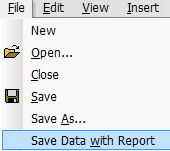 File Edit View Insert
New
Open...
Close
Save
Save As...
Save Data with Report